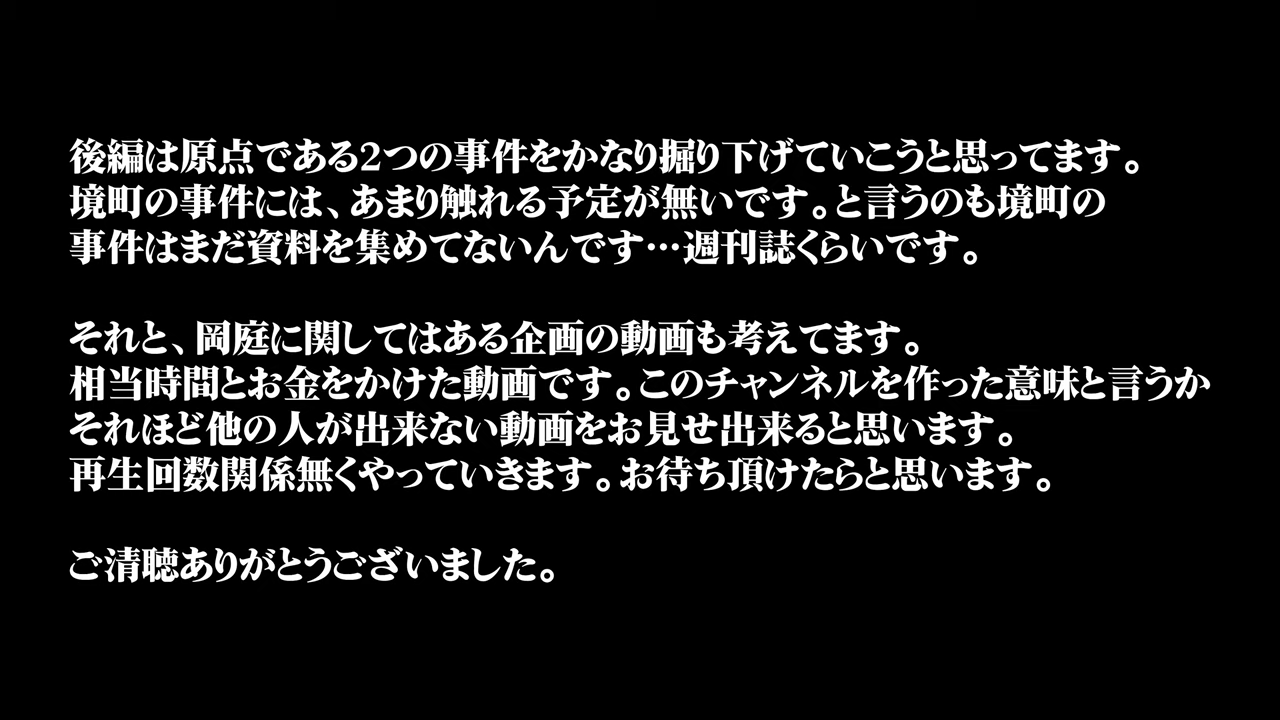 後編は原点である2つの事件をかなり掘り下げていこうと思ってます。
境町の事件には、あまり触れる予定が無いです。と言うのも境町の
事件はまだ資料を集めてないんです…週刊誌くらいです。
それと、岡庭に関してはある企画の動画も考えてます。
相当時間とお金をかけた動画です。このチャンネルを作った意味と言うか
それほど他の人が出来ない動画をお見せ出来ると思います。
再生回数関係無くやっていきます。お待ち頂けたらと思います。
ご清聴ありがとうございました。